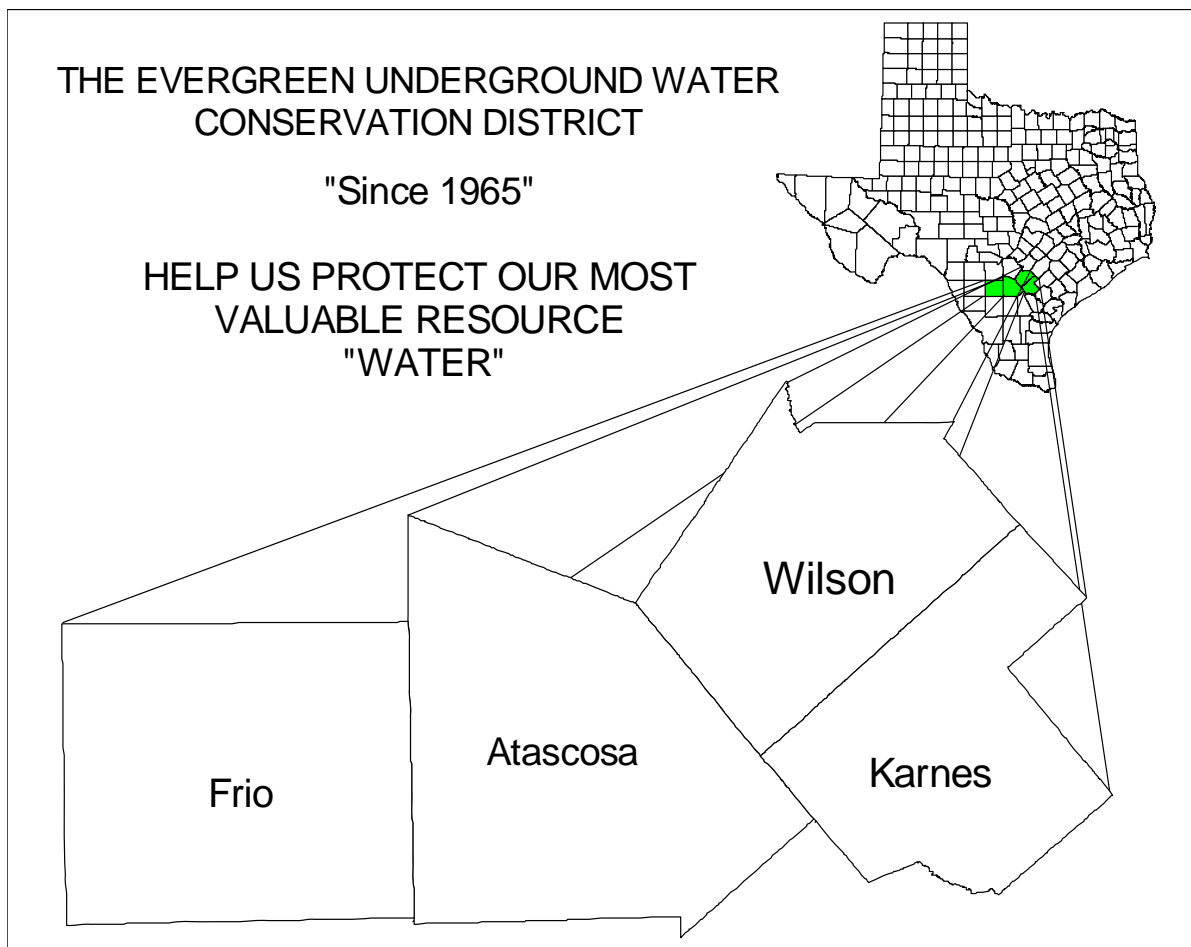 THE EVERGREEN UNDERGROUND WATER
CONSERVATION DISTRICT
"Since 1965"
HELP US PROTECT OUR MOST
VALUABLE RESOURCE
"WATER"
Wilson
Atascosa
Karnes
Frio